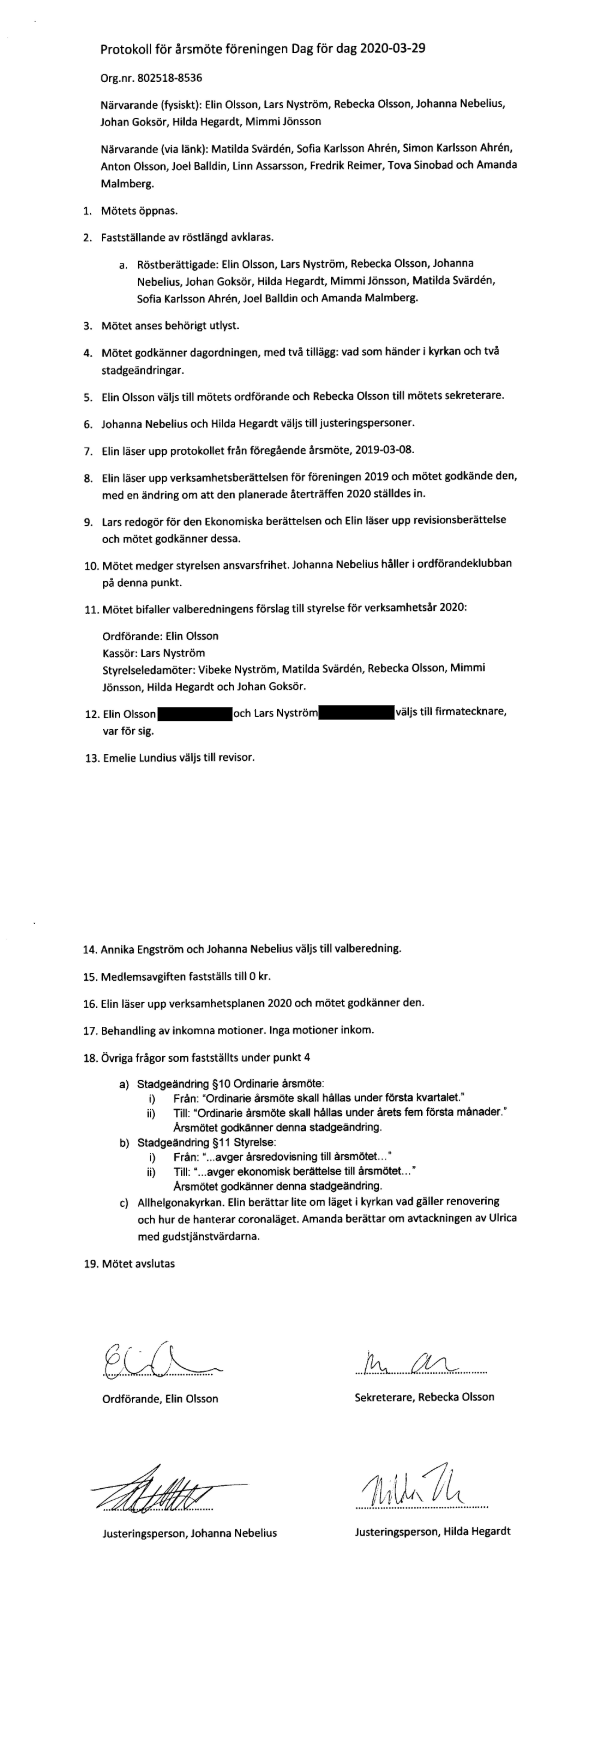 Protokoll för årsmöte föreningen Dag för dag 2020-03-29
Org.nr. 802518-8536
Närvarande (fysiskt): Elin Olsson, Lars Nyström, Rebecka Olsson, Johanna Nebelius,
Johan Goksör, Hilda Hegardt, Mimmi Jönsson
Närvarande (via länk): Matilda Svärdén, Sofia Karlsson Ahrén, Simon Karlsson Ahrén,
Anton Olsson, Joel Balldin, Linn Assarsson, Fredrik Reimer, Tova Sinobad och Amanda
Malmberg.
1. Mötets öppnas.
2. Fastställande av röstlängd avklaras.
a. Röstberättigade: Elin Olsson, Lars Nyström, Rebecka Olsson, Johanna
Nebelius, Johan Goksör, Hilda Hegardt, Mimmi Jönsson, Matilda Svärdén,
Sofia Karlsson Ahrén, Joel Balldin och Amanda Malmberg.
3. Mötet anses behörigt utlyst.
4. Mötet godkänner dagordningen, med två tillägg: vad som händer i kyrkan och två
stadgeändringar.
5. Elin Olsson väljs till mötets ordförande och Rebecka Olsson till mötets sekreterare.
6. Johanna Nebelius och Hilda Hegardt väljs till justeringspersoner.
7. Elin läser upp protokollet från föregående årsmöte, 2019-03-08.
8. Elin läser upp verksamhetsberättelsen för föreningen 2019 och mötet godkände den,
med en ändring om att den planerade återträffen 2020 ställdes in.
9. Lars redogör för den Ekonomiska berättelsen och Elin läser upp revisionsberättelse
och mötet godkänner dessa.
10. Mötet medger styrelsen ansvarsfrihet. Johanna Nebelius håller i ordförandeklubban
på denna punkt.
11. Mötet bifaller valberedningens förslag till styrelse för verksamhetsår 2020:
Ordförande: Elin Olsson
Kassör: Lars Nyström
Styrelseledamöter: Vibeke Nyström, Matilda Svärdén, Rebecka Olsson, Mimmi
Jönsson, Hilda Hegardt och Johan Goksör.
12. Elin Olsson och Lars Nyström väljs till firmatecknare,
var för sig.
13. Emelie Lundius väljs till revisor.
14. Annika Engström och Johanna Nebelius väljs till valberedning.
15. Medlemsavgiften fastställs till 0 kr.
16. Elin läser upp verksamhetsplanen 2020 och mötet godkänner den.
17. Behandling av inkomna motioner. Inga motioner inkom.
18. Övriga frågor som fastställts under punkt 4
a) Stadgeändring §10 Ordinarie årsmöte:
i) Från: "Ordinarie årsmöte skall hållas under första kvartalet."
ii) Till: "Ordinarie årsmöte skall hållas under årets fem första månader."
Årsmötet godkänner denna stadgeändring.
b) Stadgeändring §11 Styrelse:
i) Från: "...avger årsredovisning till årsmötet..."
ii) Till: "...avger ekonomisk berättelse till årsmötet..."
Årsmötet godkänner denna stadgeändring.
c) Allhelgonakyrkan. Elin berättar lite om läget i kyrkan vad gäller renovering
och hur de hanterar coronaläget. Amanda berättar om avtackningen av Ulrica
med gudstjänstvärdarna.
19. Mötet avslutas
Ordförande, Elin Olsson
Sekreterare, Rebecka Olsson
Justeringsperson, Johanna Nebelius
Justeringsperson, Hilda Hegardt